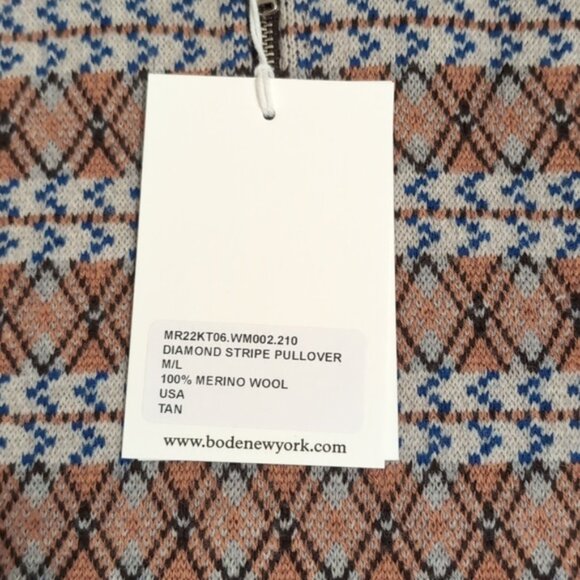 MR22KT06.WM002.210
DIAMOND STRIPE PULLOVER
M/L
100% MERINO WOOL
USA
TAN
www.bodenewyork.com